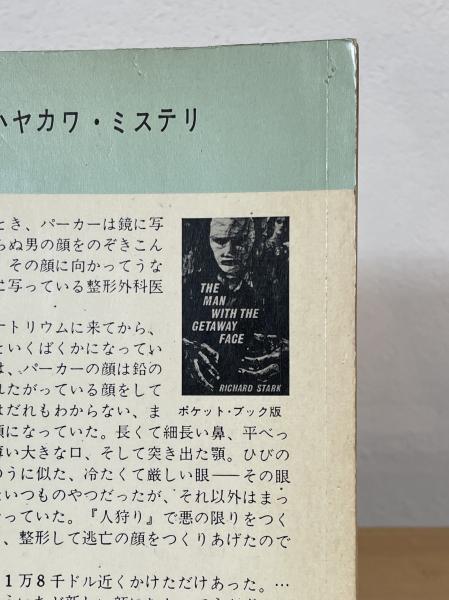 ハヤカワ・ミステリ
とき、パーカーは鏡に写
らぬ男の顔をのぞきこん
その顔に向かってうな
に写っている整形外科医
ナトリウムに来てから、
といくばくかになってい
は、パーカーの顔は鉛の
れたがっている顔をして
はだれもわからない、ま
顔になっていた。長くて細長い鼻、平べっ
薄い大きな口、そして突き出た顎。ひびの
のうに似た、冷たくて厳しい眼――その眼
といつものやつだったが、それ以外はまっ
なっていた。『人狩り』で悪の限りをつく
、整形して逃亡の顔をつくりあげたので
1万8千ドル近くかけただけあった。…
THE
MAN
WITH THE
GETAWAY
FACE
RICHARD STARK
ポケット・ブック版